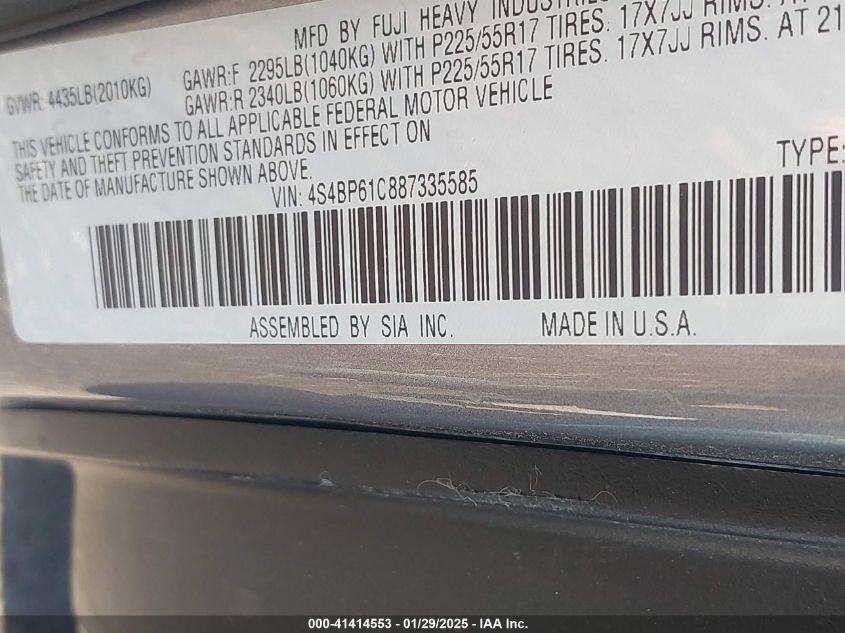 MFD BY FUJI HEAVY INDUSTRIES
GVWR: 4435LB(2010KG)
GAWR:F 2295LB(1040KG) WITH P225/55R17 TIRES. 17X7JJ RIMS. AT
GAWR:R 2340LB(1060KG) WITH P225/55R17 TIRES. 17X7JJ RIMS. AT 21
THIS VEHICLE CONFORMS TO ALL APPLICABLE FEDERAL MOTOR VEHICLE
SAFETY AND THEFT PREVENTION STANDARDS IN EFFECT ON
THE DATE OF MANUFACTURE SHOWN ABOVE.
VIN: 4S4BP61C887335585
TYPE:
ASSEMBLED BY SIA INC. MADE IN U.S.A.
000-41414553 - 01/29/2025 - IAA Inc.